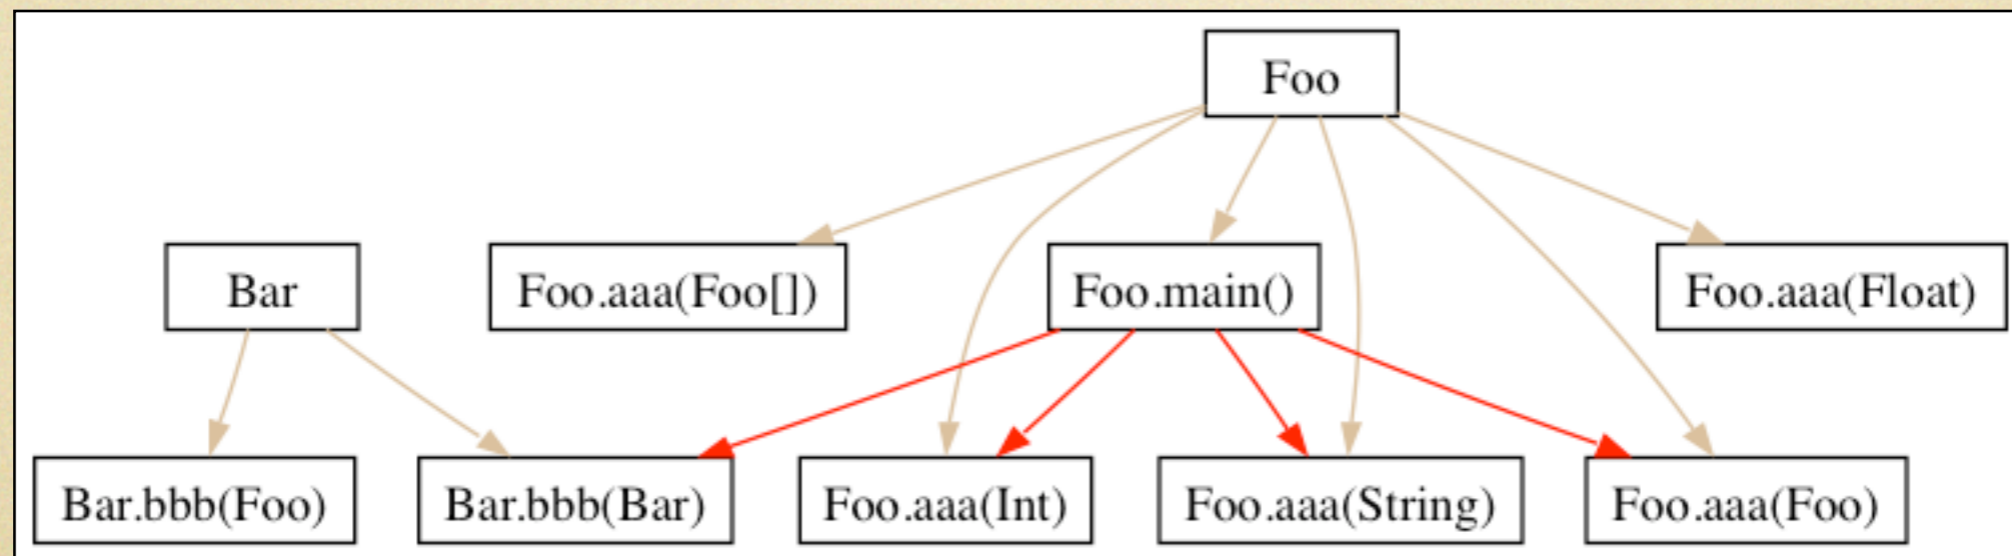 Foo
Bar
Foo.aaa(Foo[])
Foo.main()
Foo.aaa(Float)
Bar.bbb(Foo)
Bar.bbb(Bar)
Foo.aaa(Int)
Foo.aaa(String)
Foo.aaa(Foo)